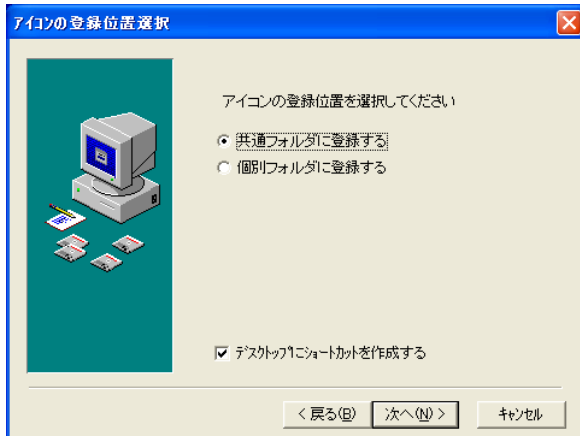 ｱｲｺﾝの登録位置選択
アイコンの登録位置を選択してください
共通フォルダに登録する
個別フォルダに登録する
ﾃﾞｽｸﾄｯﾌﾟにｼｮｰﾄｶｯﾄを作成する
< 戻る(B)
次へ(N) >
ｷｬﾝｾﾙ